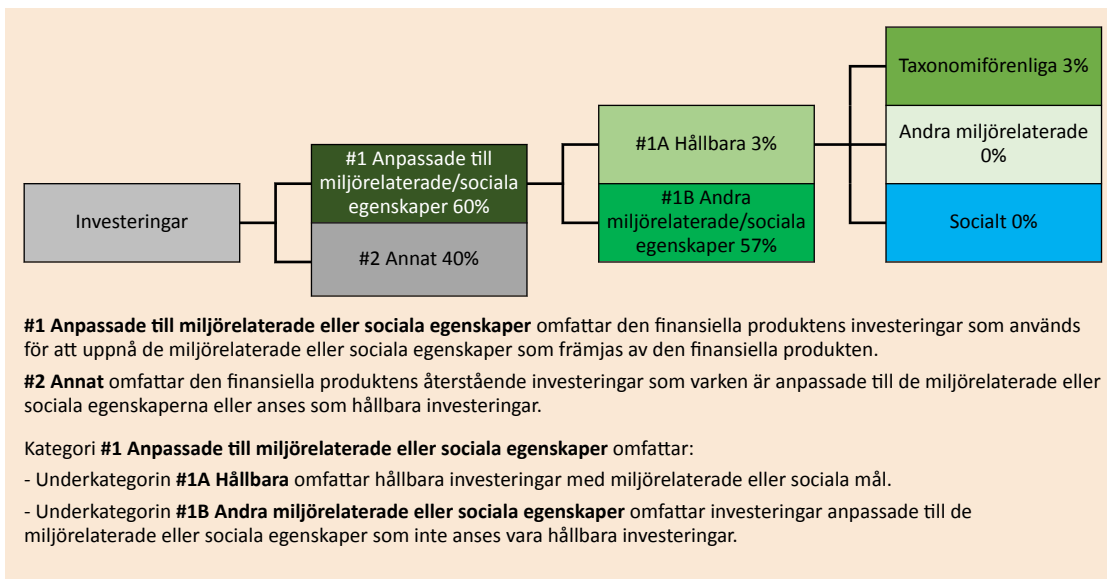 Investeringar
#1 Anpassade till
miljörelaterade/sociala
egenskaper 60%
#2 Annat 40%
#1A Hållbara 3%
#1B Andra
miljörelaterade/sociala
egenskaper 57%
Taxonomiförenliga 3%
Andra miljörelaterade
0%
Socialt 0%
#1 Anpassade till miljörelaterade eller sociala egenskaper omfattar den finansiella produktens investeringar som används
för att uppnå de miljörelaterade eller sociala egenskaper som främjas av den finansiella produkten.
#2 Annat omfattar den finansiella produktens återstående investeringar som varken är anpassade till de miljörelaterade eller
sociala egenskaperna eller anses som hållbara investeringar.
Kategori #1 Anpassade till miljörelaterade eller sociala egenskaper omfattar:
- Underkategorin #1A Hållbara omfattar hållbara investeringar med miljörelaterade eller sociala mål.
- Underkategorin #1B Andra miljörelaterade eller sociala egenskaper omfattar investeringar anpassade till de
miljörelaterade eller sociala egenskaper som inte anses vara hållbara investeringar.